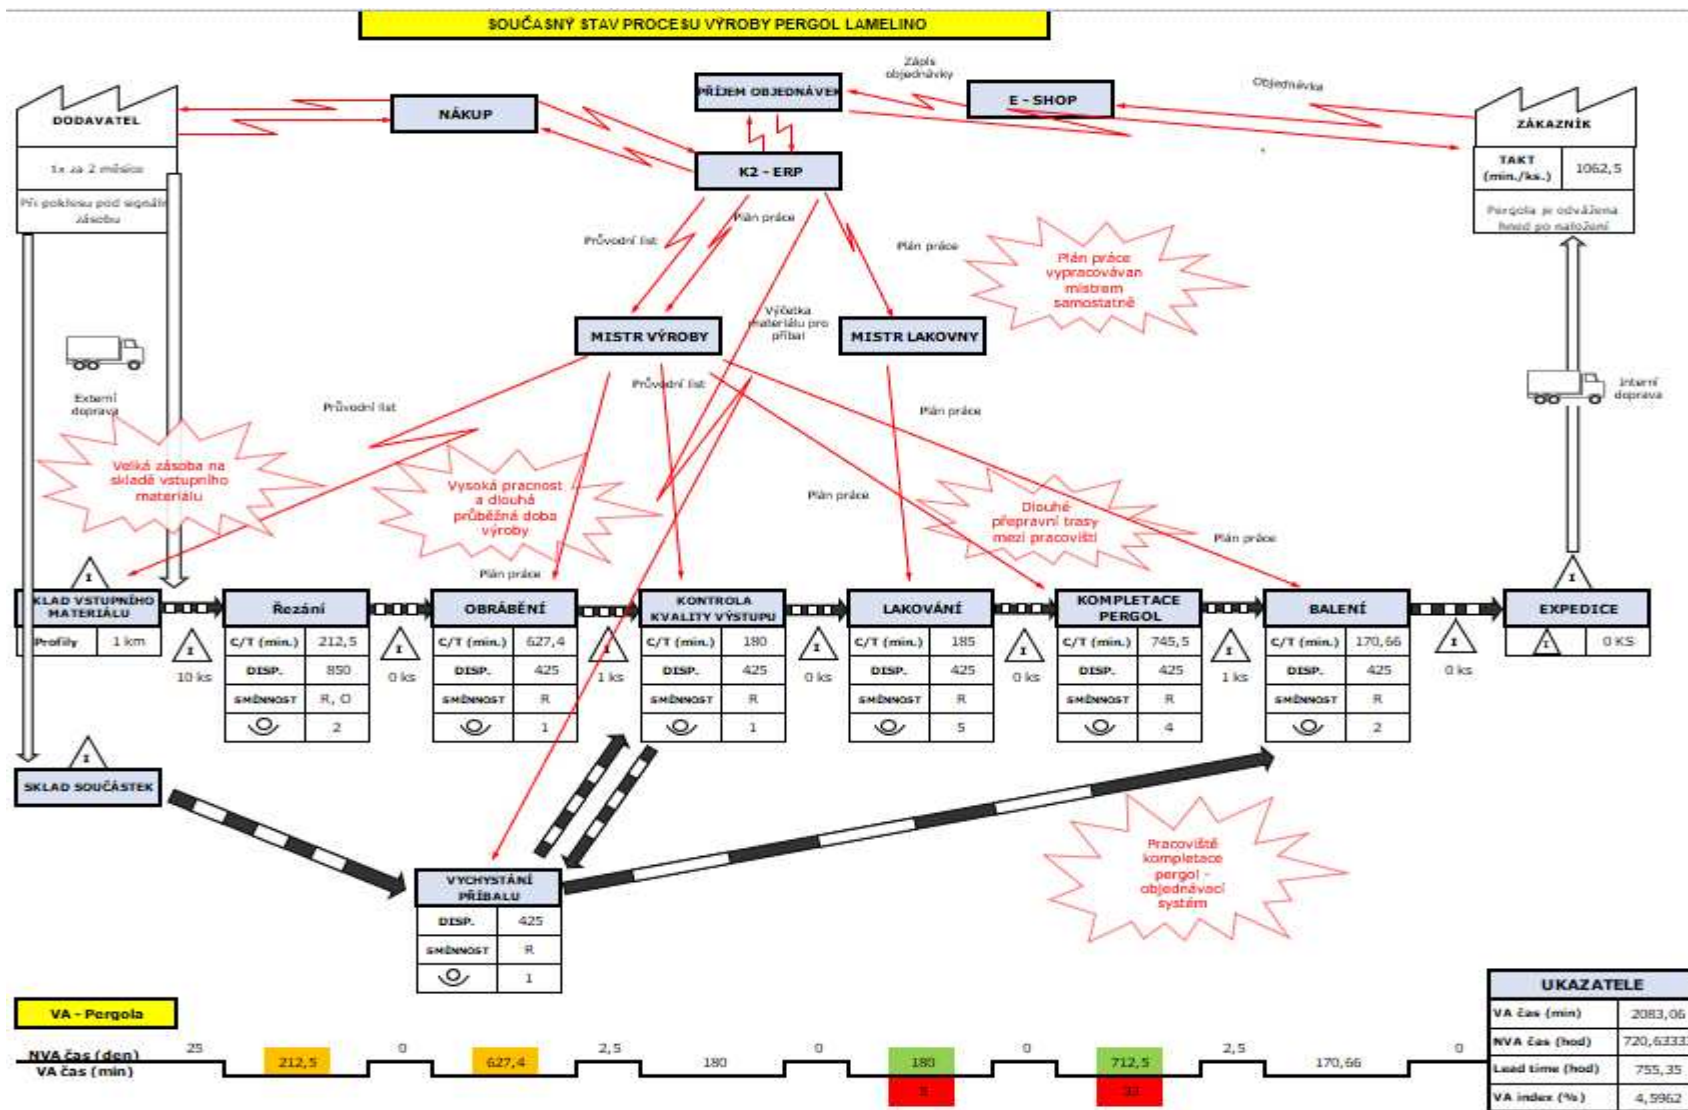 SOUČASNÝ STAV PROCESU VÝROBY PERGOL LAMELINO
DODAVATEL
1x za 2 měsíce
Při poklesu pod signální
zásobu
NÁKUP
PŘÍJEM OBJEDNÁVEK
Zápis
objednávky
E - SHOP
Objednávka
ZÁKAZNÍK
TAKT
(min./ks.)
1062,5
Pergola je odvážena
hned po naložení
K2 - ERP
Průvodní list
Plán práce
Plán práce
Plán práce
vypracovávan
mistrem
samostatně
MISTR VÝROBY
Výčetka
materiálu pro
příbal
MISTR LAKOVNY
Externí
doprava
Interní
doprava
Průvodní list
Průvodní list
Plán práce
Velká zásoba na
skladě vstupního
materiálu
Vysoká pracnost
a dlouhá
průběžná doba
výroby
Plán práce
Dlouhé
přepravní trasy
mezi pracovišti
Plán práce
Plán práce
SKLAD VSTUPNÍHO
MATERIÁLU
Profily 1 km
I
I
10 ks
Řezání
C/T (min.) 212,5
DISP. 850
SMĚNNOST R, O
2
I
0 ks
OBRÁBĚNÍ
C/T (min.) 627,4
DISP. 425
SMĚNNOST R
1
I
1 ks
KONTROLA
KVALITY VÝSTUPU
C/T (min.) 180
DISP. 425
SMĚNNOST R
1
I
0 ks
LAKOVÁNÍ
C/T (min.) 185
DISP. 425
SMĚNNOST R
5
I
0 ks
KOMPLETACE
PERGOL
C/T (min.) 745,5
DISP. 425
SMĚNNOST R
4
I
1 ks
BALENÍ
C/T (min.) 170,66
DISP. 425
SMĚNNOST R
2
I
0 ks
I
EXPEDICE
I 0 KS
I
SKLAD SOUČÁSTEK
VYCHYSTÁNÍ
PŘÍBALU
DISP. 425
SMĚNNOST R
1
Pracoviště
kompletace
pergol -
objednávací
systém
VA - Pergola
NVA čas (den) 25 0 2,5 0 0 2,5 0
VA čas (min) 212,5 627,4 180 180 712,5 170,66
5 33
UKAZATELE
VA čas (min) 2083,06
NVA čas (hod) 720,6333
Lead time (hod) 755,35
VA index (%) 4,5962